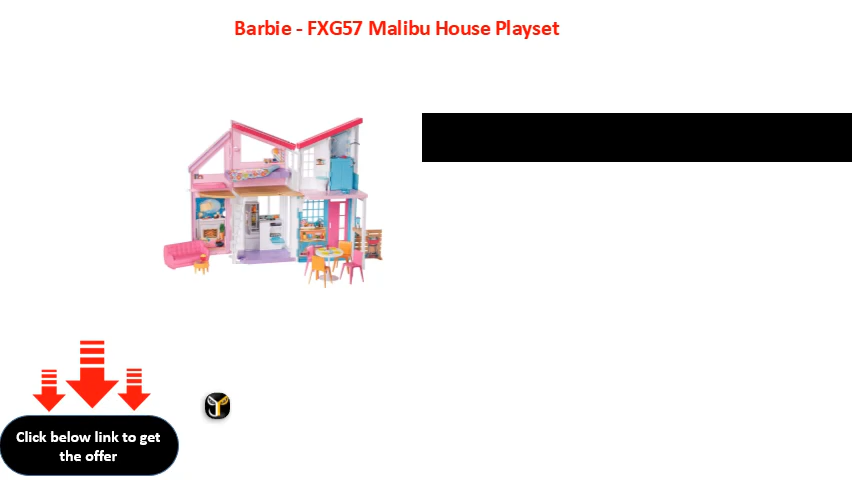 Barbie - FXG57 Malibu House Playset
Click below link to get
the offer